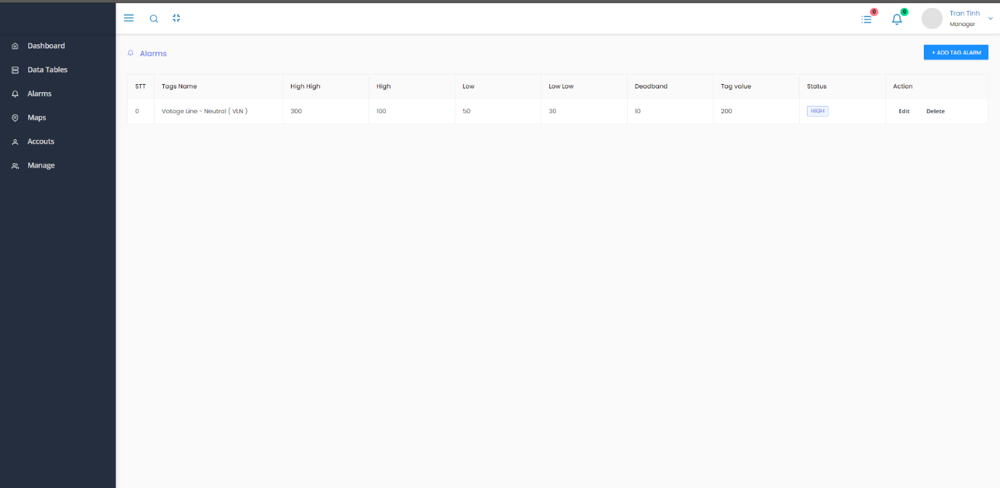 0
0
Tran Tinh
Manager
Dashboard
Data Tables
Alarms
Maps
Accouts
Manage
Alarms
+ ADD TAG ALARM
STT Tags Name High High High Low Low Low Deadband Tag value Status Action
0 Votage Line - Neutral ( VLN ) 300 100 50 30 10 200 HIGH Edit Delete